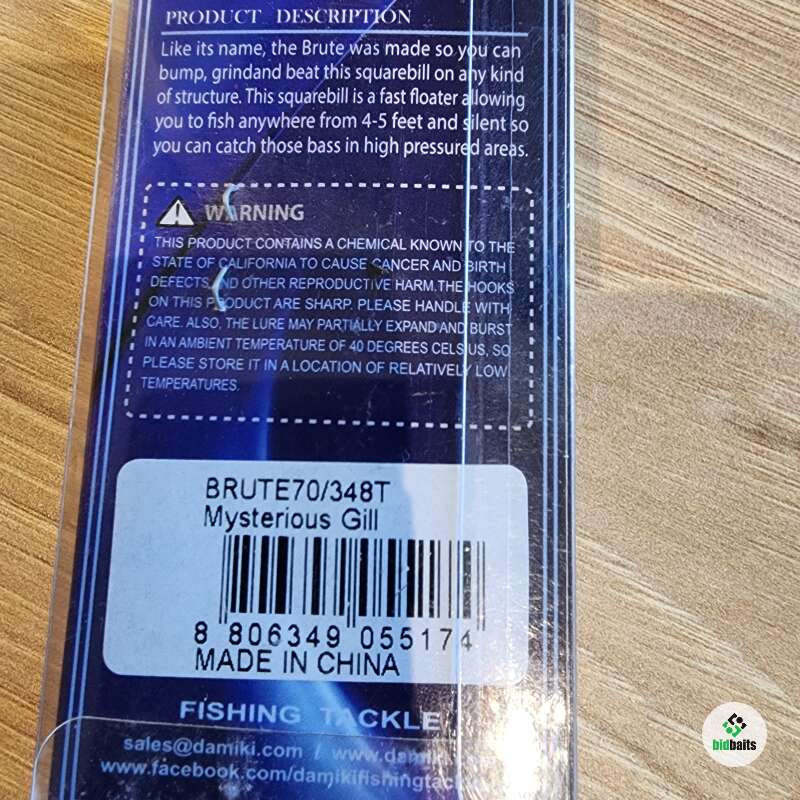 PRODUCT DESCRIPTION
Like its name, the Brute was made so you can
bump, grindand beat this squarebill on any kind
of structure. This squarebill is a fast floater allowing
you to fish anywhere from 4-5 feet and silent so
you can catch those bass in high pressured areas.
WARNING
THIS PRODUCT CONTAINS A CHEMICAL KNOWN TO THE
STATE OF CALIFORNIA TO CAUSE CANCER AND BIRTH
DEFECTS AND OTHER REPRODUCTIVE HARM.THE HOOKS
ON THIS PRODUCT ARE SHARP. PLEASE HANDLE WITH
CARE. ALSO, THE LURE MAY PARTIALLY EXPAND AND BURST
IN AN AMBIENT TEMPERATURE OF 40 DEGREES CELSIUS, SO
PLEASE STORE IT IN A LOCATION OF RELATIVELY LOW
TEMPERATURES.
BRUTE70/348T
Mysterious Gill
8 806349 055174
MADE IN CHINA
FISHING TACKLE
sales@damiki.com / www.damiki
www.facebook.com/damikifishingtac
bidbaits